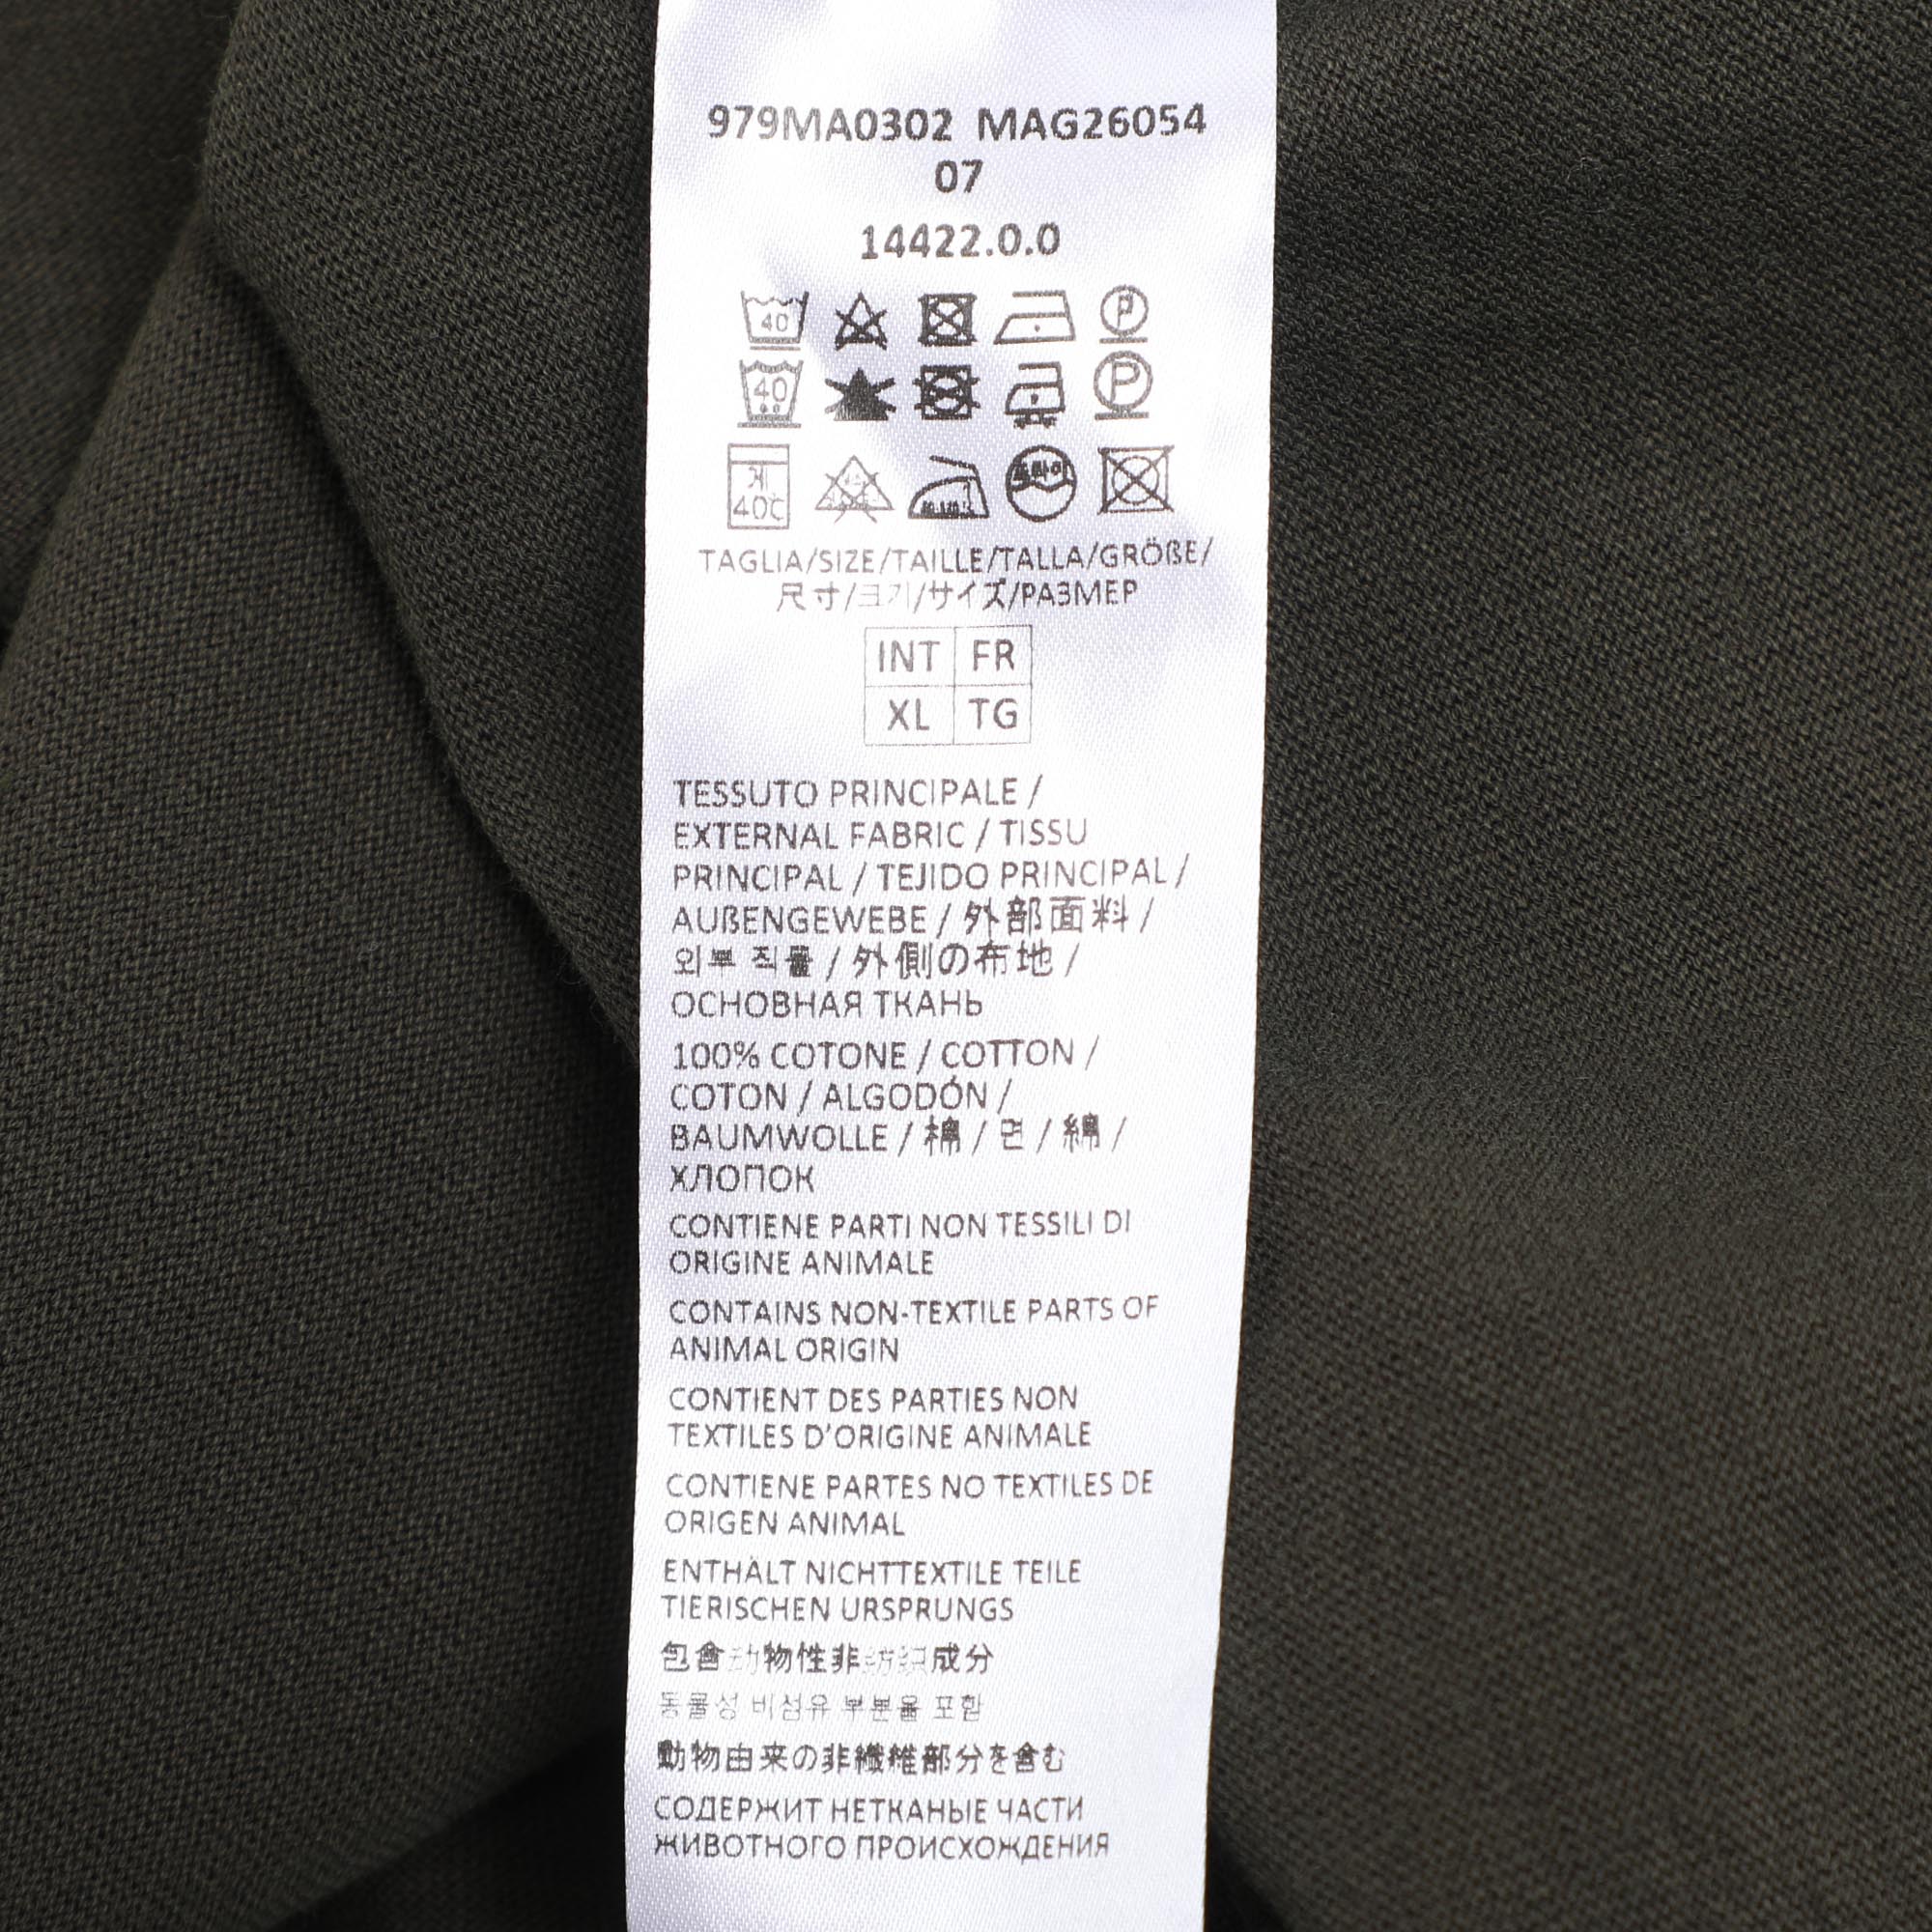 979MA0302 MAG26054
07
14422.0.0
40 P
40 P
40℃
TAGLIA/SIZE/TAILLE/TALLA/GRÖßE/
尺寸/크기/サイズ/РАЗМЕР
INT FR
XL TG
TESSUTO PRINCIPALE /
EXTERNAL FABRIC / TISSU
PRINCIPAL / TEJIDO PRINCIPAL /
AUßENGEWEBE / 外部面料 /
외부 직물 / 外側の布地 /
ОСНОВНАЯ ТКАНЬ
100% COTONE / COTTON /
COTON / ALGODÓN /
BAUMWOLLE / 棉 / 면 / 綿 /
ХЛОПОК
CONTIENE PARTI NON TESSILI DI
ORIGINE ANIMALE
CONTAINS NON-TEXTILE PARTS OF
ANIMAL ORIGIN
CONTIENT DES PARTIES NON
TEXTILES D'ORIGINE ANIMALE
CONTIENE PARTES NO TEXTILES DE
ORIGEN ANIMAL
ENTHÄLT NICHTTEXTILE TEILE
TIERISCHEN URSPRUNGS
包含动物性非纺织成分
동물성 비섬유 부분을 포함
動物由来の非繊維部分を含む
СОДЕРЖИТ НЕТКАНЫЕ ЧАСТИ
ЖИВОТНОГО ПРОИСХОЖДЕНИЯ